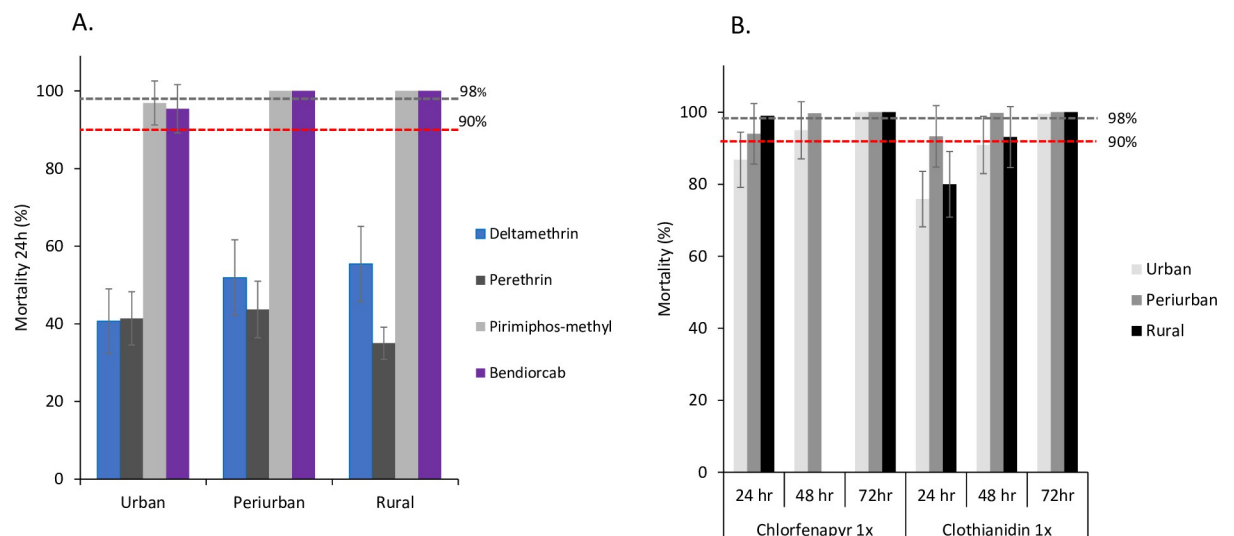 A.
100
80
60
40
20
0
Mortality 24h (%)
98%
90%
Urban
Periurban
Rural
Deltamethrin
Perethrin
Pirimiphos-methyl
Bendiorcab
B.
100
80
60
40
20
0
Mortality (%)
98%
90%
24 hr 48 hr 72hr 24 hr 48 hr 72hr
Chlorfenapyr 1x Clothianidin 1x
Urban
Periurban
Rural